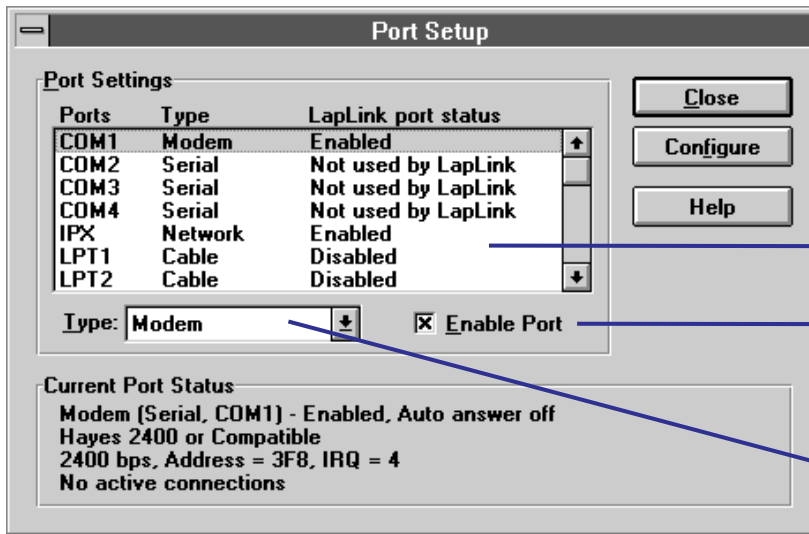 Port Setup
Port Settings
Ports Type LapLink port status
COM1 Modem Enabled
COM2 Serial Not used by LapLink
COM3 Serial Not used by LapLink
COM4 Serial Not used by LapLink
IPX Network Enabled
LPT1 Cable Disabled
LPT2 Cable Disabled
Type: Modem
Enable Port
Close
Configure
Help
Current Port Status
Modem (Serial, COM1) - Enabled, Auto answer off
Hayes 2400 or Compatible
2400 bps, Address = 3F8, IRQ = 4
No active connections